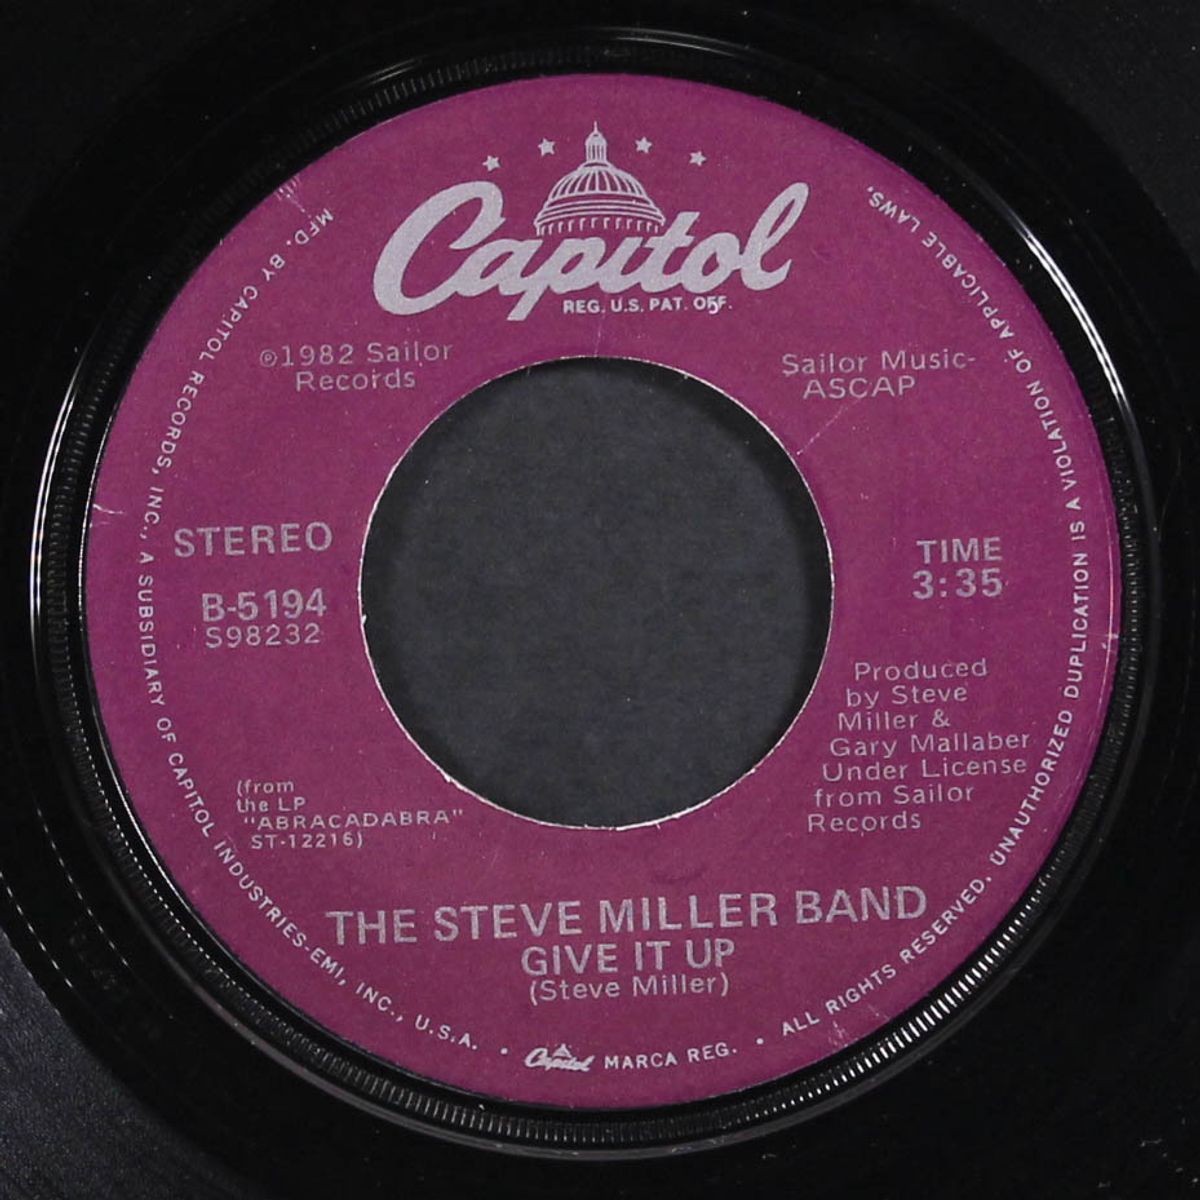 Capitol
REG. U.S. PAT. OFF.
℗1982 Sailor
Records
Sailor Music-
ASCAP
STEREO
B-5194
S98232
TIME
3:35
Produced
by Steve
Miller &
Gary Mallaber
Under License
from Sailor
Records
(from
the LP
"ABRACADABRA"
ST-12216)
THE STEVE MILLER BAND
GIVE IT UP
(Steve Miller)
MFD. BY CAPITOL RECORDS, INC., A SUBSIDIARY OF CAPITOL INDUSTRIES-EMI, INC., U.S.A. • Capitol MARCA REG. • ALL RIGHTS RESERVED. UNAUTHORIZED DUPLICATION IS A VIOLATION OF APPLICABLE LAWS.